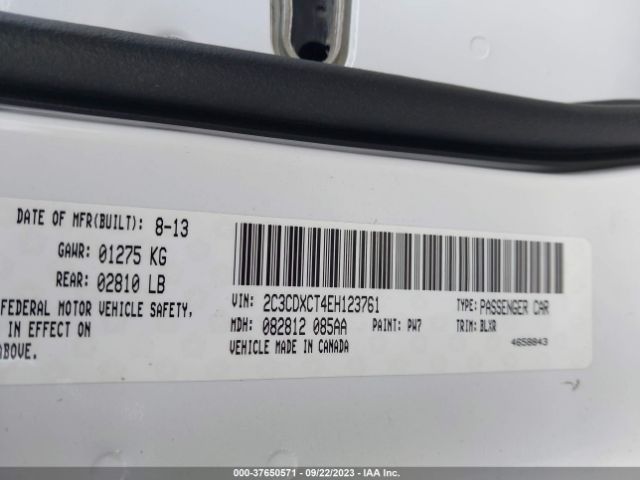 DATE OF MFR(BUILT): 8-13
GAWR: 01275 KG
REAR: 02810 LB
FEDERAL MOTOR VEHICLE SAFETY,
IN EFFECT ON
ABOVE.
VIN: 2C3CDXCT4EH123761 TYPE: PASSENGER CAR
MDH: 082812 085AA PAINT: PW7 TRIM: BLXR
VEHICLE MADE IN CANADA 4658843
000-37650571 - 09/22/2023 - IAA Inc.